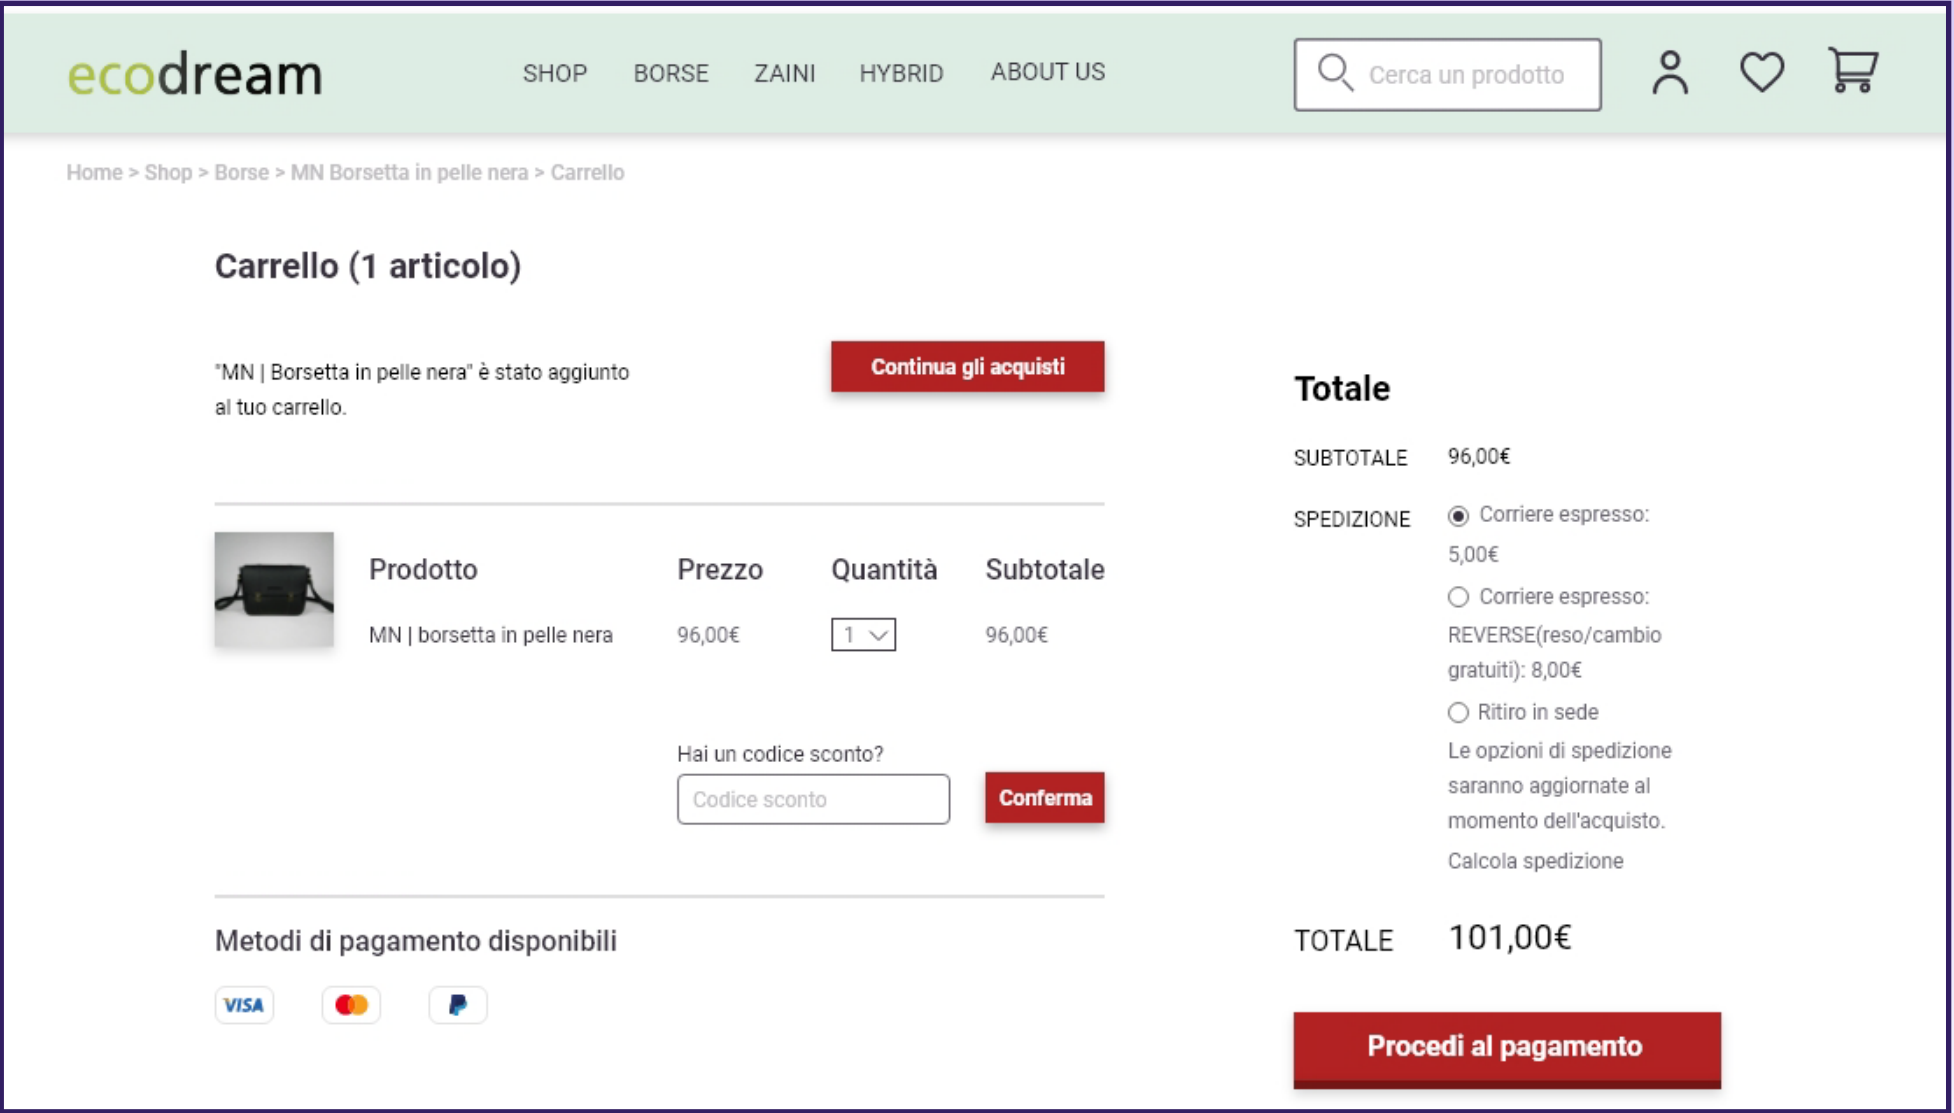 ecodream
SHOP BORSE ZAINI HYBRID ABOUT US
Cerca un prodotto
Home > Shop > Borse > MN Borsetta in pelle nera > Carrello
Carrello (1 articolo)
"MN | Borsetta in pelle nera" è stato aggiunto
al tuo carrello.
Continua gli acquisti
Prodotto Prezzo Quantità Subtotale
MN | borsetta in pelle nera 96,00€ 1 96,00€
Hai un codice sconto?
Codice sconto
Conferma
Metodi di pagamento disponibili
VISA
Totale
SUBTOTALE 96,00€
SPEDIZIONE Corriere espresso:
5,00€
Corriere espresso:
REVERSE(reso/cambio
gratuiti): 8,00€
Ritiro in sede
Le opzioni di spedizione
saranno aggiornate al
momento dell'acquisto.
Calcola spedizione
TOTALE 101,00€
Procedi al pagamento